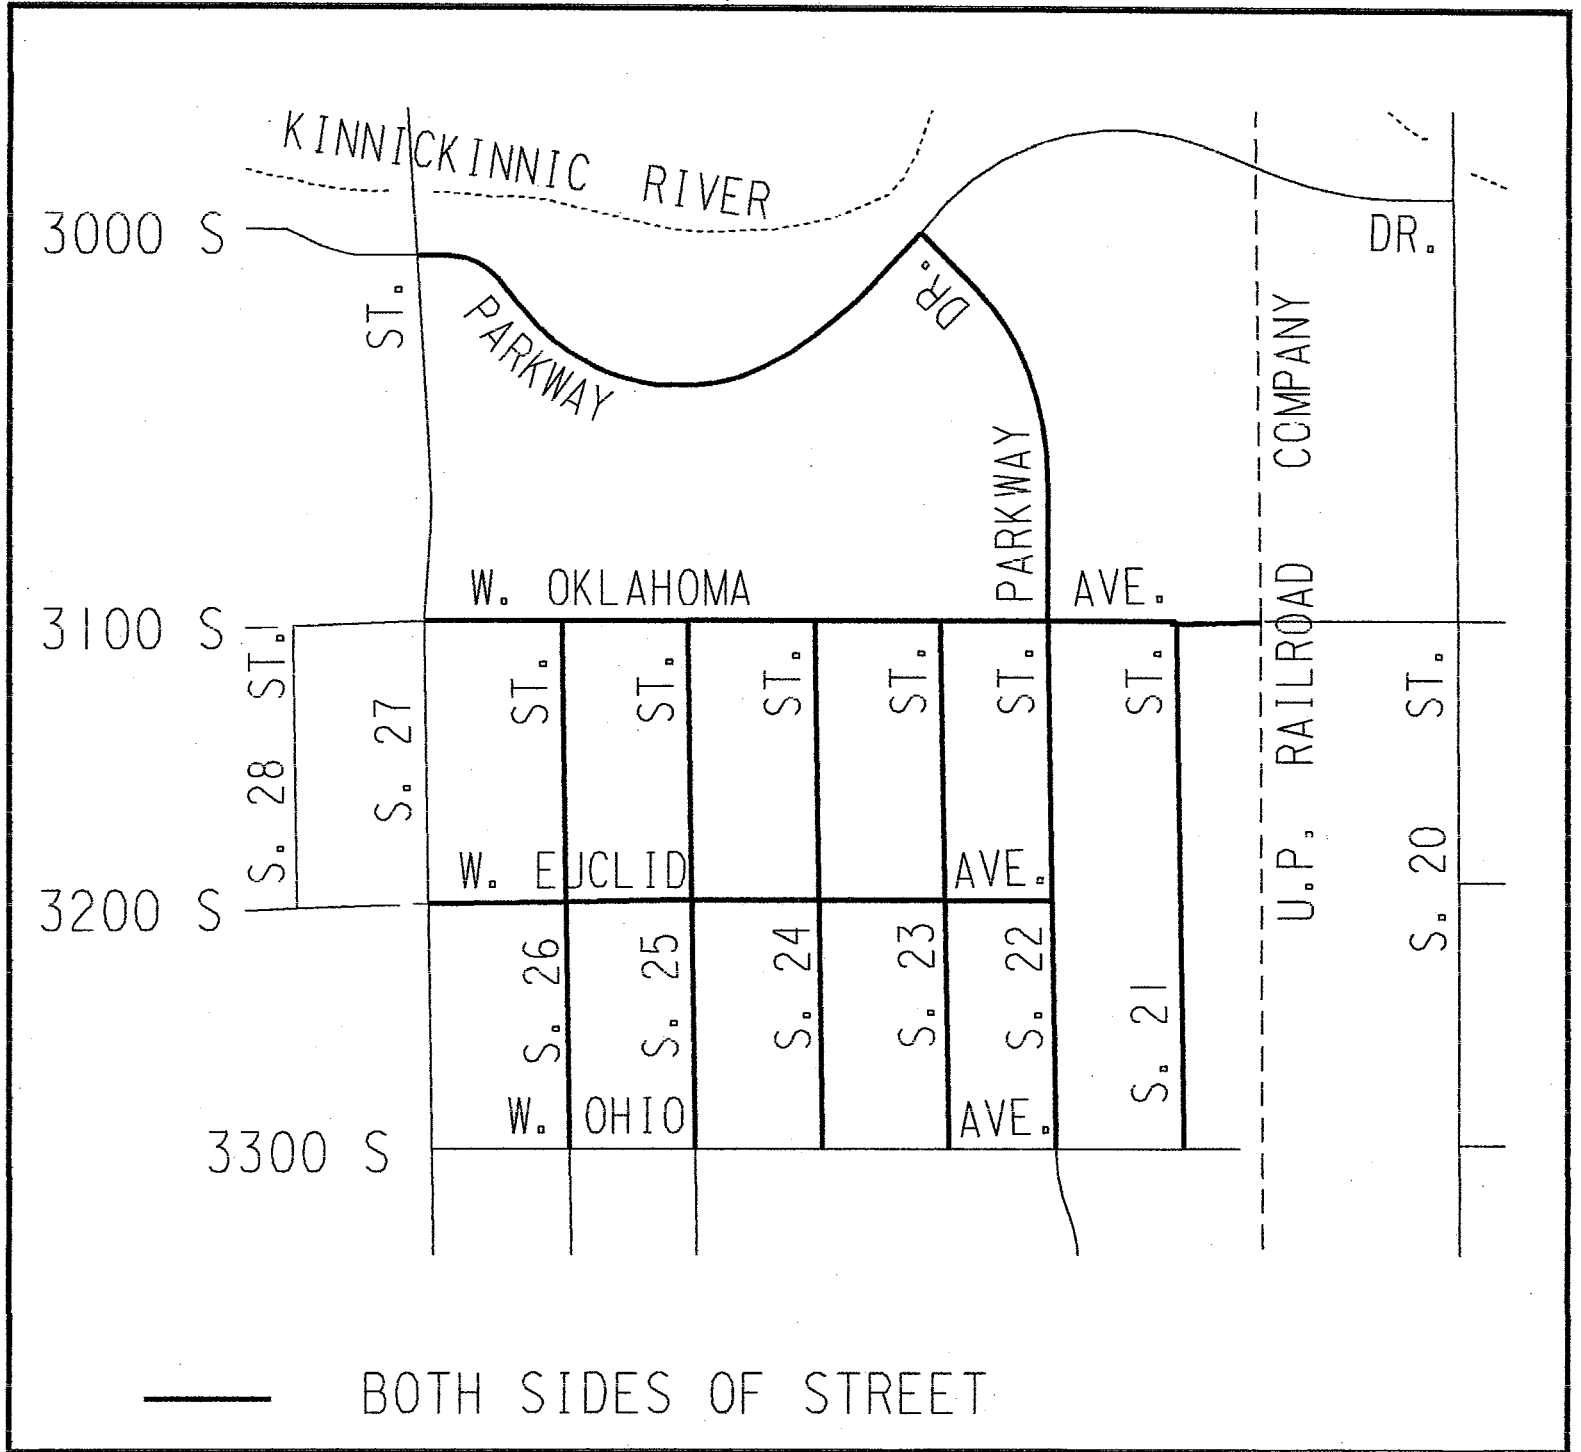 KINNICKINNIC RIVER
3000 S
DR.
ST.
PARKWAY
DR.
PARKWAY
W. OKLAHOMA AVE.
3100 S
S. 28 ST.
S. 27
ST.
ST.
ST.
ST.
ST.
ST.
U.P. RAILROAD COMPANY
S. 20 ST.
W. EUCLID AVE.
3200 S
S. 26
S. 25
S. 24
S. 23
S. 22
S. 21
W. OHIO AVE.
3300 S
BOTH SIDES OF STREET